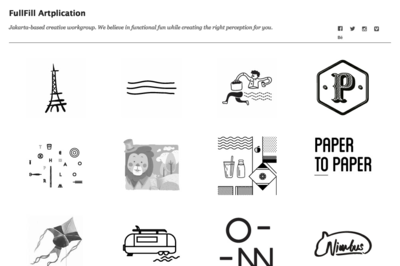 FullFill Artplication
Jakarta-based creative workgroup. We believe in functional fun while creating the right perception for you.
Bē
P
PAPER
TO PAPER
Nimbus